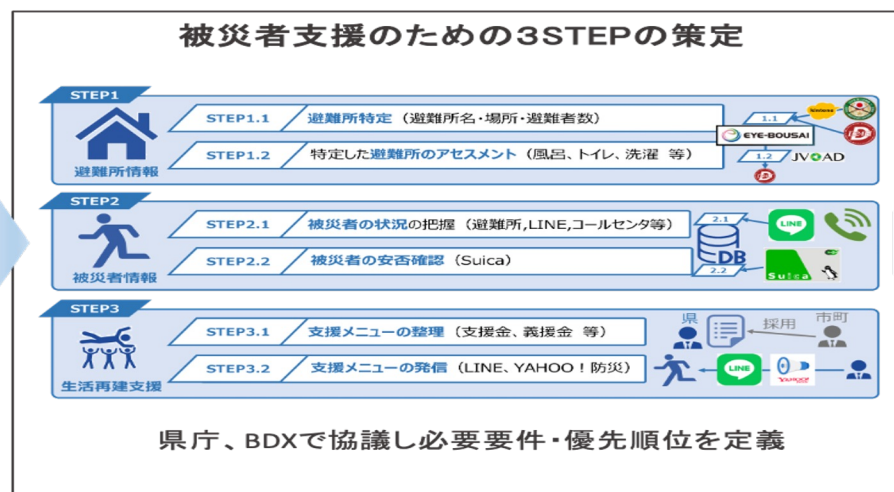 被災者支援のための3STEPの策定
STEP1
STEP1.1 避難所特定（避難所名・場所・避難者数）
1.1
EYE-BOUSAI
STEP1.2 特定した避難所のアセスメント（風呂、トイレ、洗濯 等）
1.2 JVOAD
避難所情報
STEP2
STEP2.1 被災者の状況の把握（避難所,LINE,コールセンタ等）
2.1
LINE
DB
STEP2.2 被災者の安否確認（Suica）
2.2
Suica
被災者情報
STEP3
STEP3.1 支援メニューの整理（支援金、義援金 等）
県 採用 市町
STEP3.2 支援メニューの発信（LINE、YAHOO！防災）
LINE
YAHOO!
生活再建支援
県庁、BDXで協議し必要要件・優先順位を定義